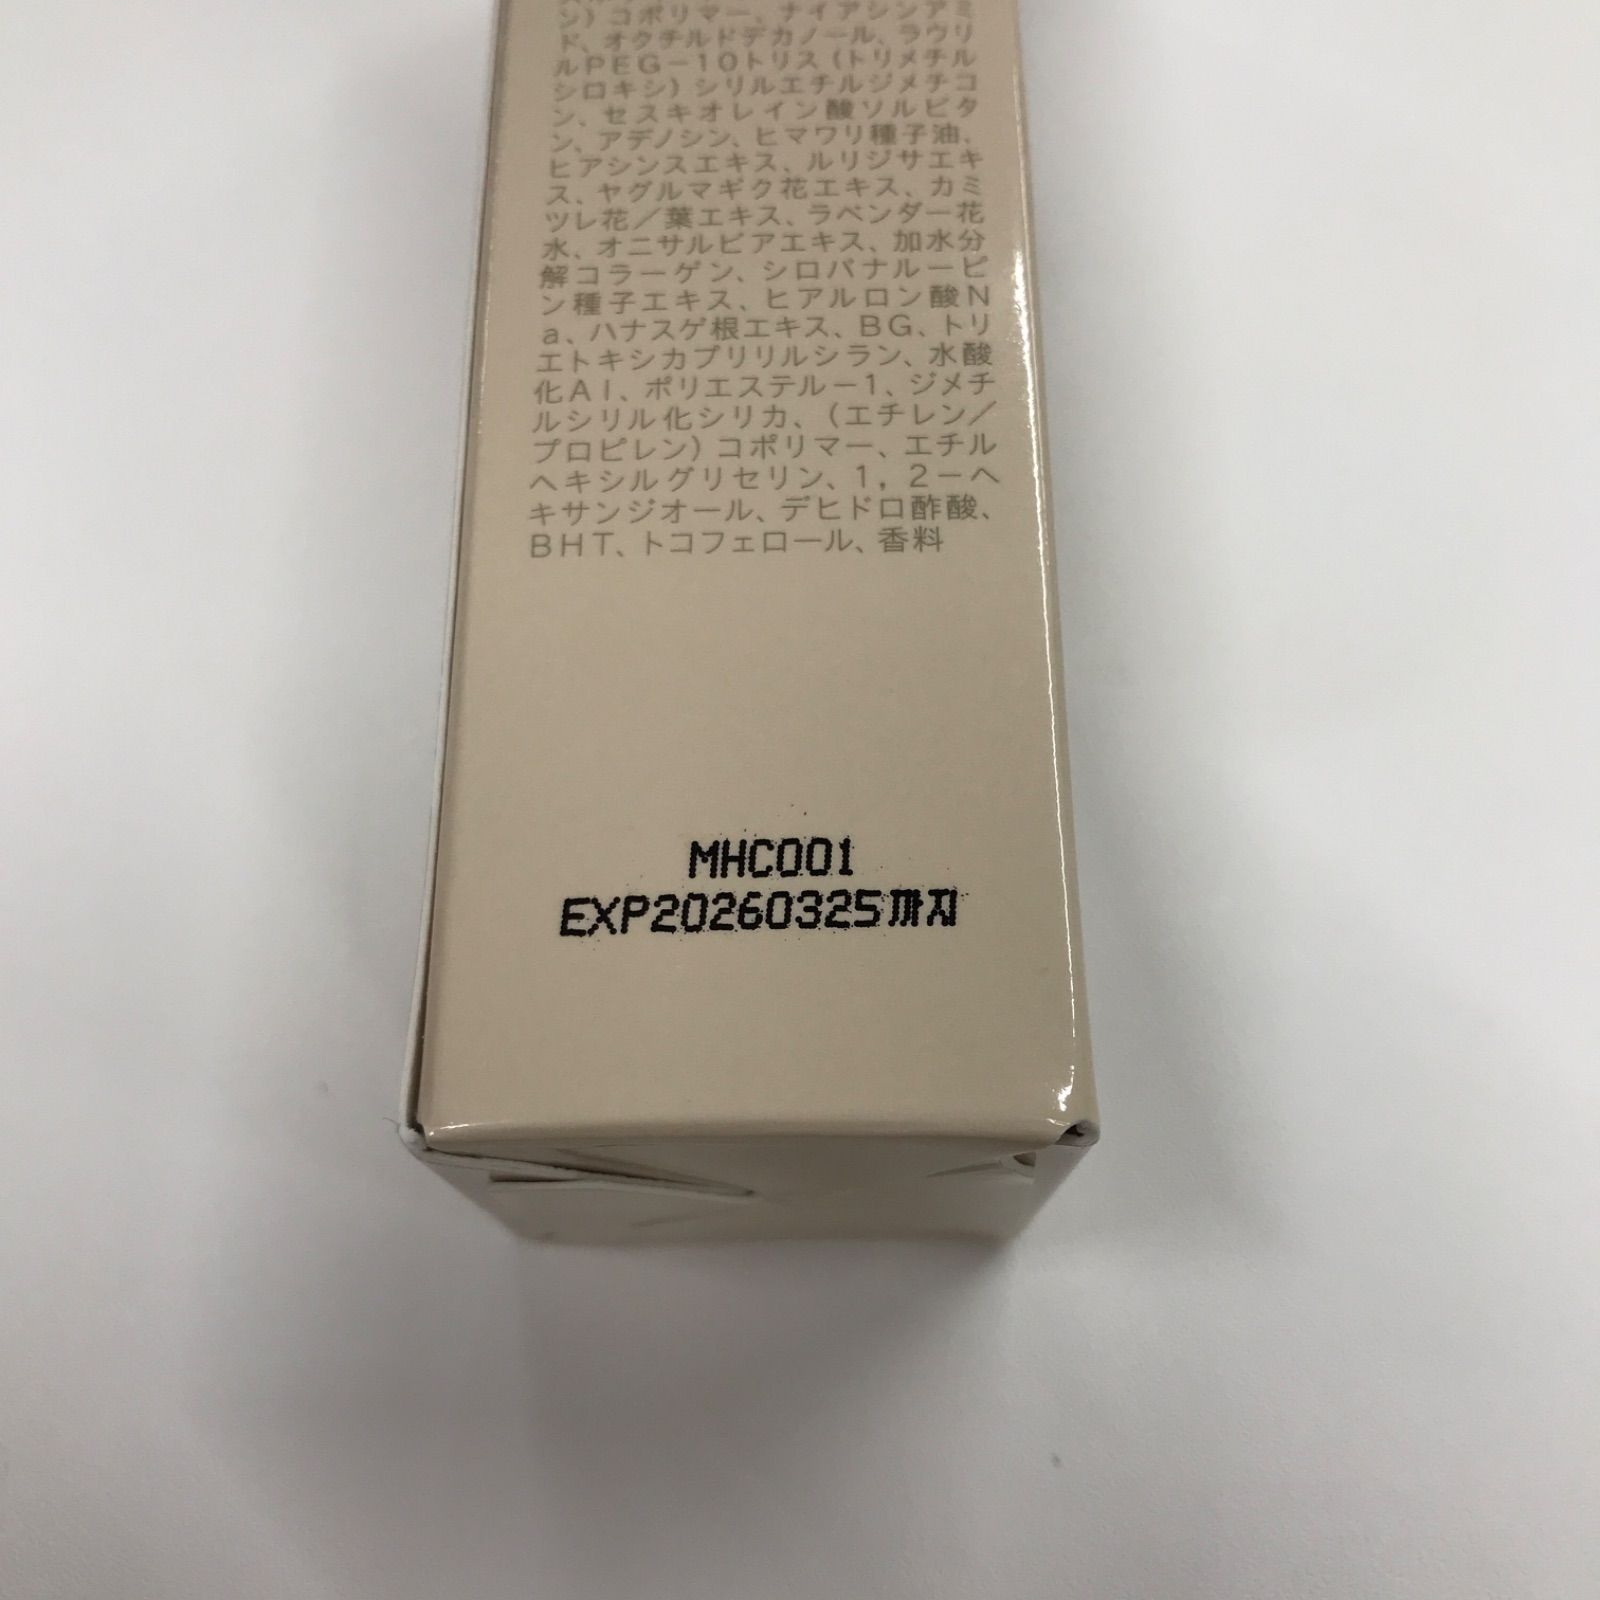 ン）コポリマー、ナイアシンアミ
ド、オクチルドデカノール、ラウリ
ルPEG－10トリス（トリメチル
シロキシ）シリルエチルジメチコ
ン、セスキオレイン酸ソルビタ
ン、アデノシン、ヒマワリ種子油、
ヒアシンスエキス、ルリジサエキ
ス、ヤグルマギク花エキス、カミ
ツレ花／葉エキス、ラベンダー花
水、オニサルビアエキス、加水分
解コラーゲン、シロバナルーピ
ン種子エキス、ヒアルロン酸N
a、ハナスゲ根エキス、BG、トリ
エトキシカプリリルシラン、水酸
化Al、ポリエステル－1、ジメチ
ルシリル化シリカ、（エチレン／
プロピレン）コポリマー、エチル
ヘキシルグリセリン、1，2－ヘ
キサンジオール、デヒドロ酢酸、
BHT、トコフェロール、香料
MHC001
EXP20260325까지